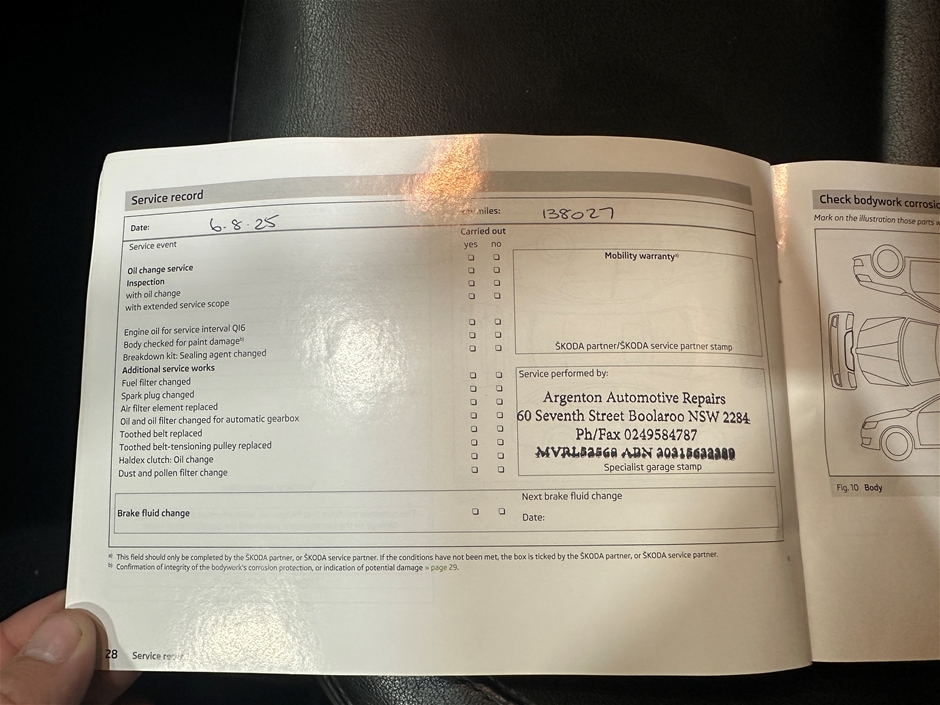 Service record
Date: 6.8.25
miles: 138027
Service event
Carried out
yes no
Oil change service
Inspection
with oil change
with extended service scope
Engine oil for service interval QI6
Body checked for paint damageb)
Breakdown kit: Sealing agent changed
Additional service works
Fuel filter changed
Spark plug changed
Air filter element replaced
Oil and oil filter changed for automatic gearbox
Toothed belt replaced
Toothed belt-tensioning pulley replaced
Haldex clutch: Oil change
Dust and pollen filter change
Mobility warrantya)
ŠKODA partner/ŠKODA service partner stamp
Service performed by:
Argenton Automotive Repairs
60 Seventh Street Boolaroo NSW 2284
Ph/Fax 0249584787
ABN
Specialist garage stamp
Brake fluid change
Next brake fluid change
Date:
a) This field should only be completed by the ŠKODA partner, or ŠKODA service partner. If the conditions have not been met, the box is ticked by the ŠKODA partner, or ŠKODA service partner.
b) Confirmation of integrity of the bodywork's corrosion protection, or indication of potential damage » page 29.
28 Service
Check bodywork
Mark on the illustration those parts
Fig. 10 Body